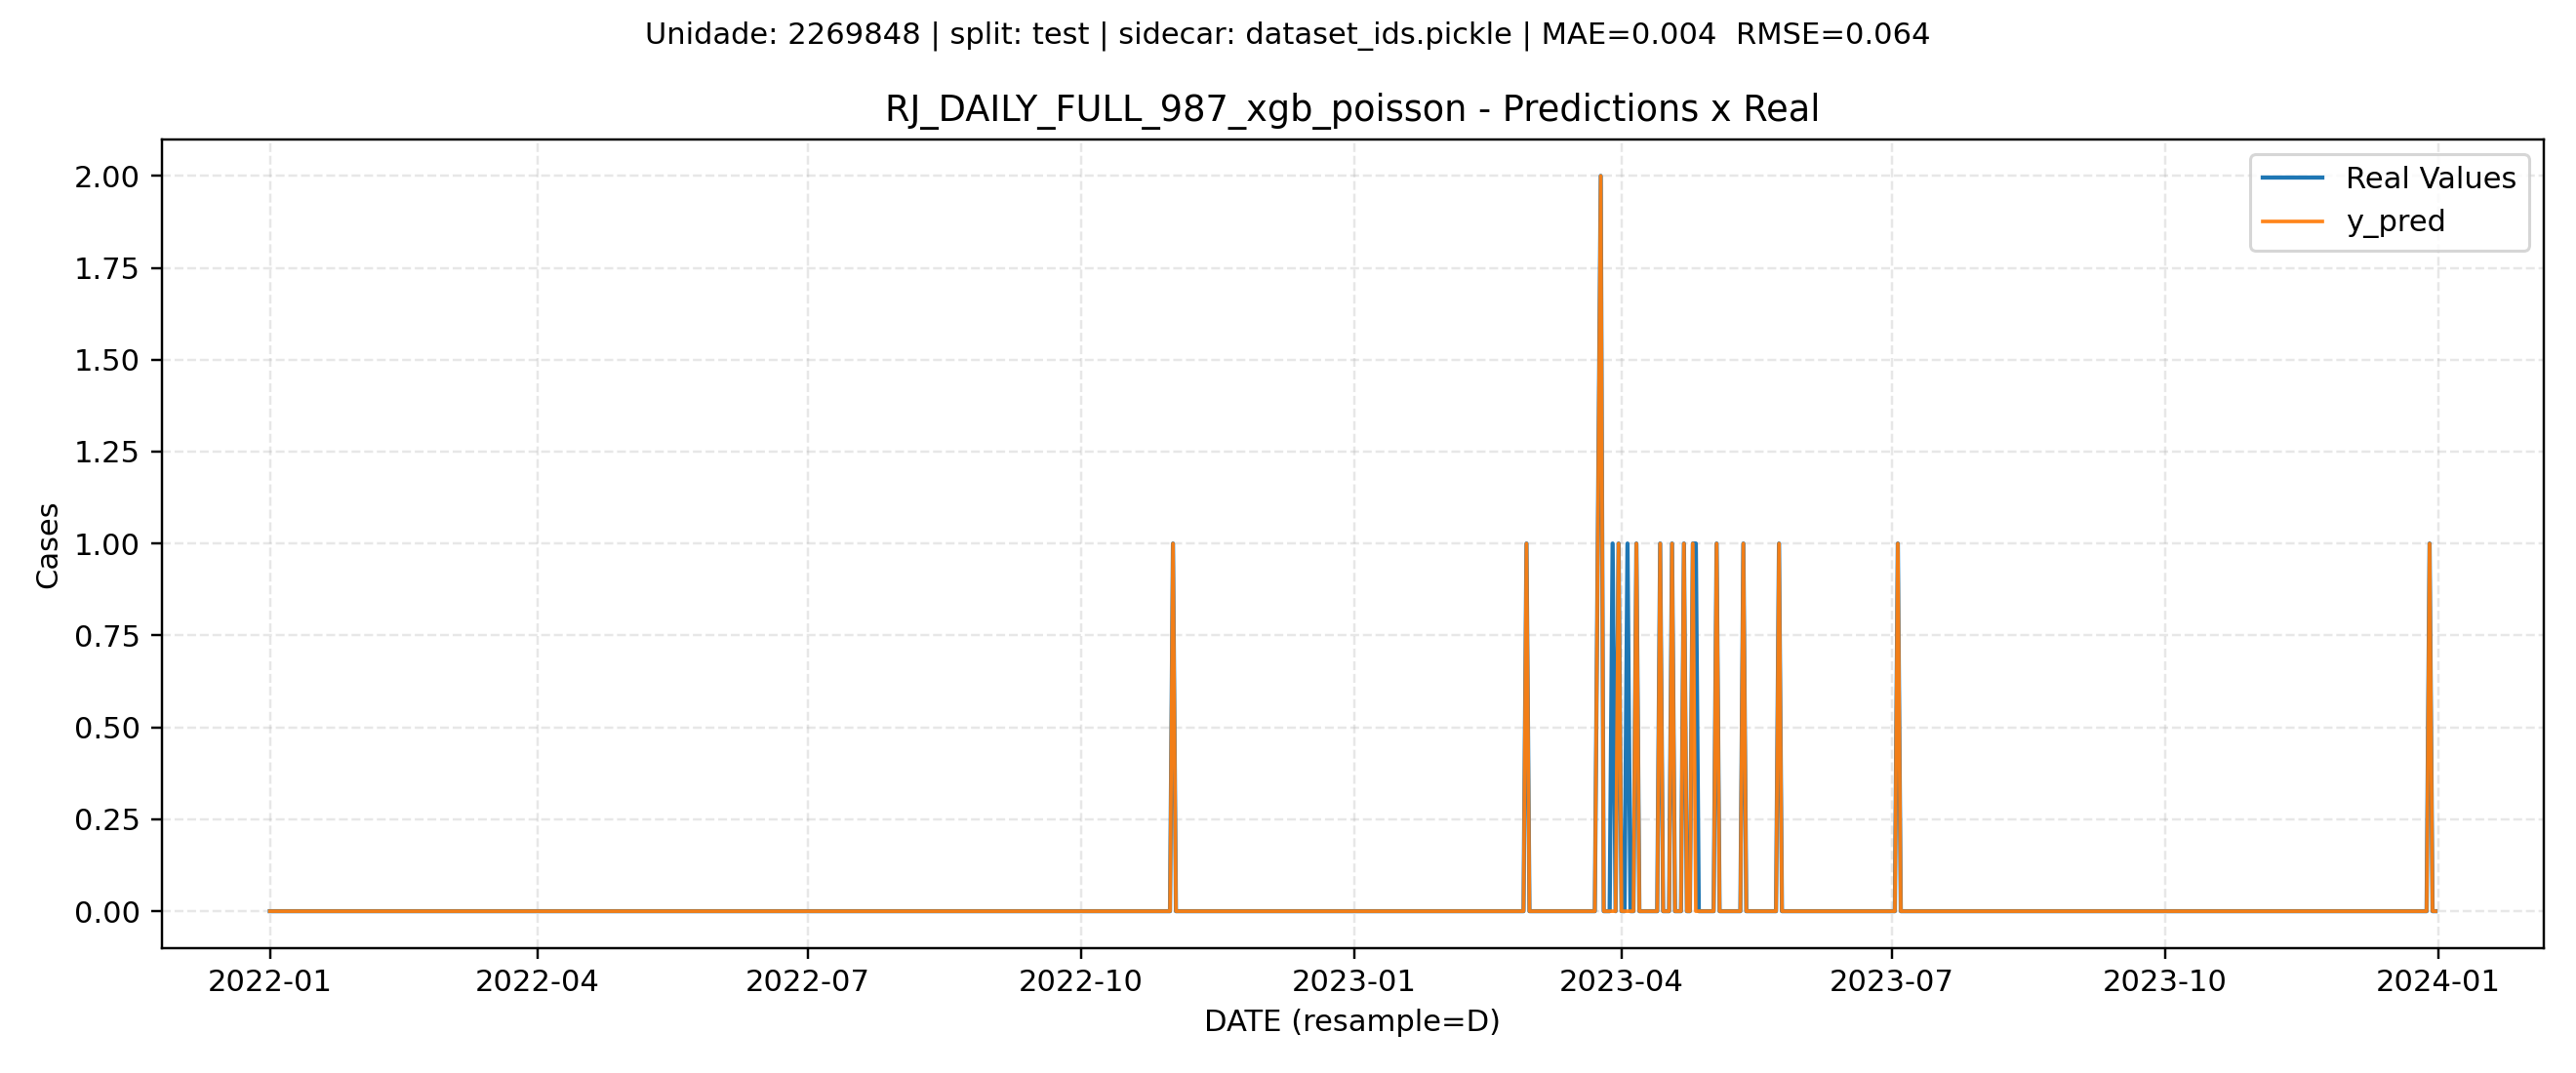 Unidade: 2269848 | split: test | sidecar: dataset_ids.pickle | MAE=0.004  RMSE=0.064
RJ_DAILY_FULL_987_xgb_poisson - Predictions x Real
Real Values
y_pred
2.00
1.75
1.50
1.25
1.00
0.75
0.50
0.25
0.00
Cases
2022-01 2022-04 2022-07 2022-10 2023-01 2023-04 2023-07 2023-10 2024-01
DATE (resample=D)